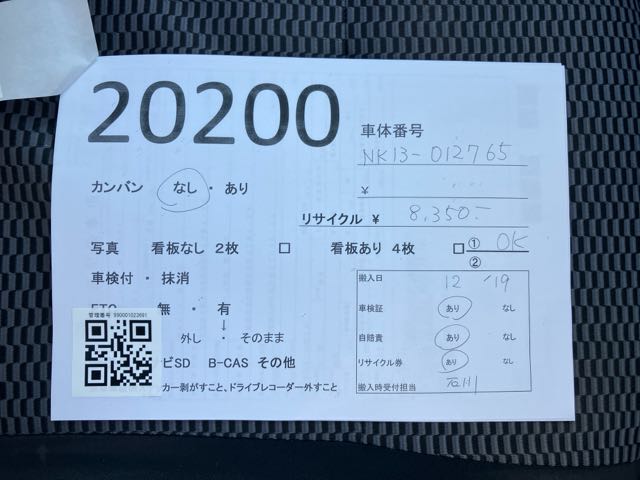 20200
車体番号
NK13-012765
カンバン なし・あり
¥
リサイクル ¥ 8,350.-
写真 看板なし 2枚 □ 看板あり 4枚 □ ① OK
②
車検付・抹消
無・有
↓
外し・そのまま
管理番号 990001022691
ビSD B-CAS その他
カー剥がすこと、ドライブレコーダー外すこと
搬入日 12/19
車検証 あり なし
自賠責 あり なし
リサイクル券 あり なし
搬入時受付担当 石川